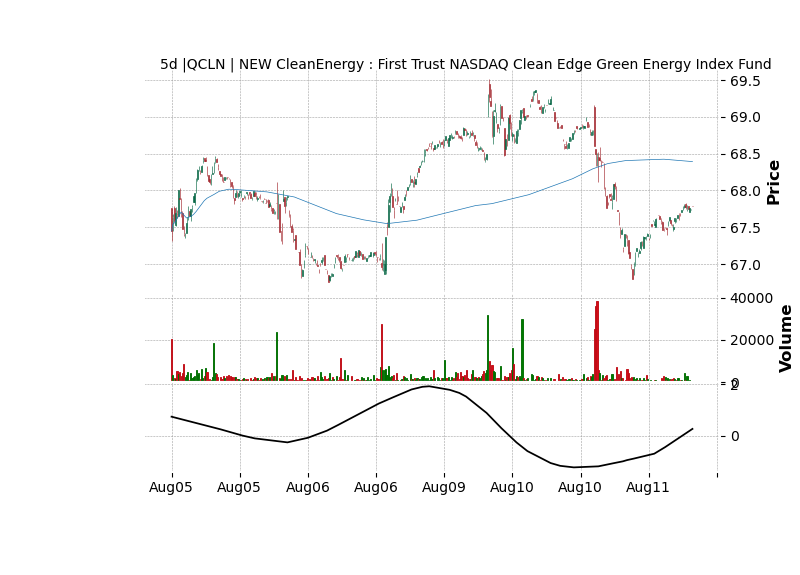 5d |QCLN | NEW CleanEnergy : First Trust NASDAQ Clean Edge Green Energy Index Fund
69.5
69.0
68.5
68.0
67.5
67.0
Price
40000
20000
0
Volume
2
0
Aug05 Aug05 Aug06 Aug06 Aug09 Aug10 Aug10 Aug11